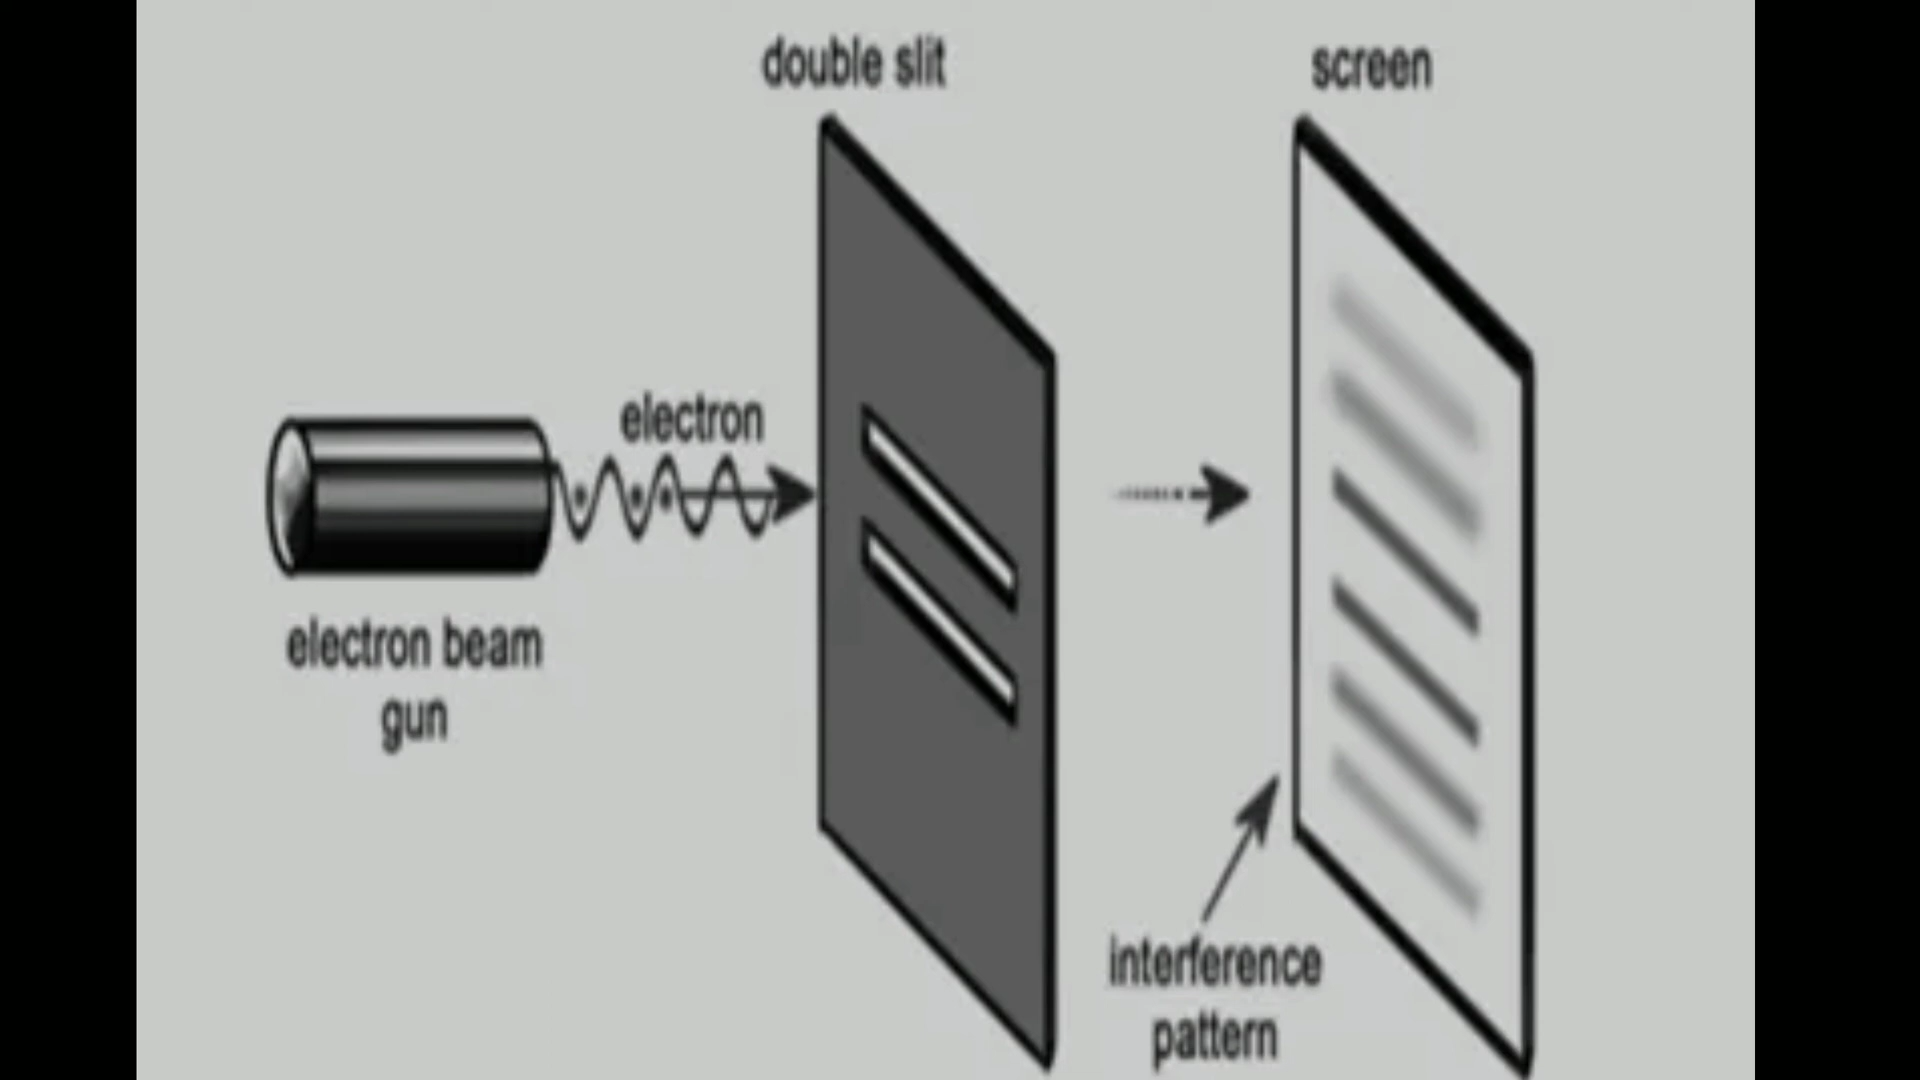 double slit
screen
electron
electron beam
gun
interference
pattern